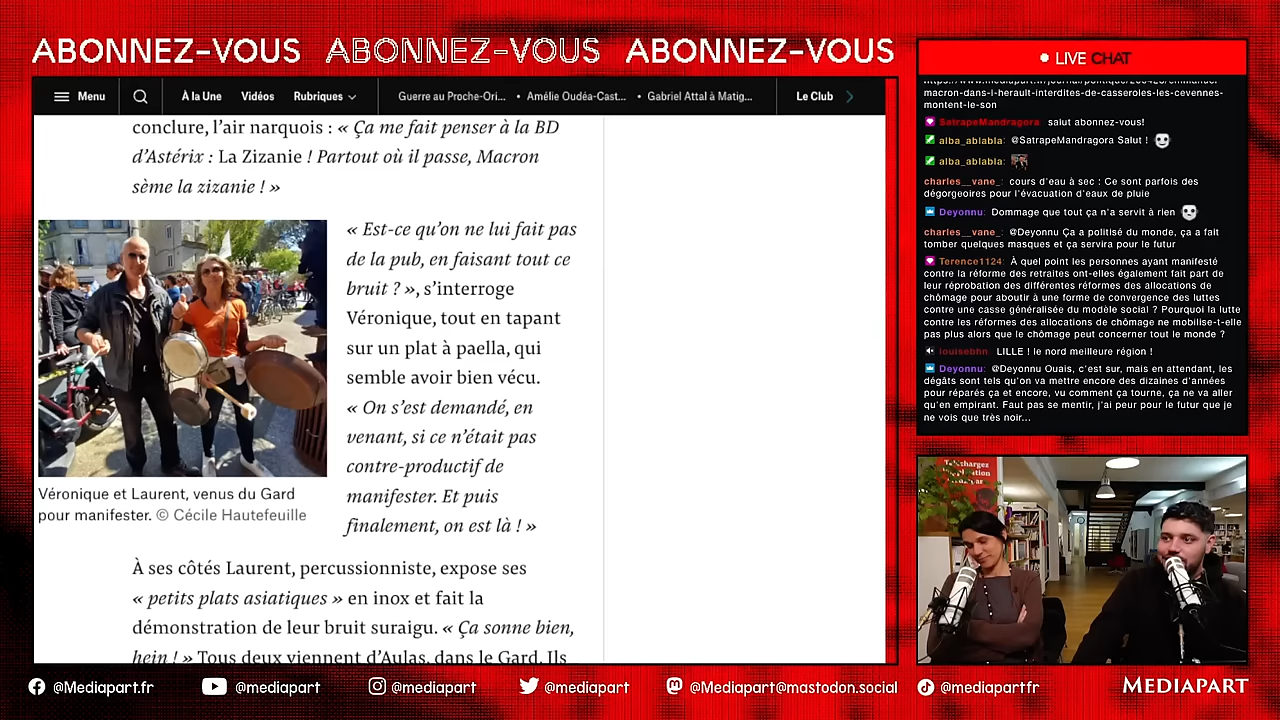 ABONNEZ-VOUS ABONNEZ-VOUS ABONNEZ-VOUS
Menu À la Une Vidéos Rubriques Guerre au Proche-Ori... • Amélie Oudéa-Cast... • Gabriel Attal à Matig... Le Club
conclure, l’air narquois : « Ça me fait penser à la BD
d’Astérix : La Zizanie ! Partout où il passe, Macron
sème la zizanie ! »
« Est-ce qu’on ne lui fait pas
de la pub, en faisant tout ce
bruit ? », s’interroge
Véronique, tout en tapant
sur un plat à paella, qui
semble avoir bien vécu.
« On s’est demandé, en
venant, si ce n’était pas
contre-productif de
manifester. Et puis
finalement, on est là ! »
Véronique et Laurent, venus du Gard
pour manifester. © Cécile Hautefeuille
À ses côtés Laurent, percussionniste, expose ses
« petits plats asiatiques » en inox et fait la
démonstration de leur bruit suraigu. « Ça sonne bien,
hein ! » Tous deux viennent d’Aulas, dans le Gard. Ils
LIVE CHAT
macron-dans-l-herault-interdites-de-casseroles-les-cevennes-
montent-le-son
SatrapeMandragora salut abonnez-vous!
alba_ablabla: @SatrapeMandragora Salut !
alba_ablabla:
charles__vane_: cours d'eau à sec : Ce sont parfois des
dégorgeoires pour l'évacuation d'eaux de pluie
Deyonnu: Dommage que tout ça n'a servit à rien
charles__vane_: @Deyonnu Ça a politisé du monde, ça a fait
tomber quelques masques et ça servira pour le futur
Terence1124: À quel point les personnes ayant manifesté
contre la réforme des retraites ont-elles également fait part de
leur réprobation des différentes réformes des allocations de
chômage pour aboutir à une forme de convergence des luttes
contre une casse généralisée du modèle social ? Pourquoi la lutte
contre les réformes des allocations de chômage ne mobilise-t-elle
pas plus alors que le chômage peut concerner tout le monde ?
louisebhn LILLE ! le nord meilleure région !
Deyonnu: @Deyonnu Ouais, c'est sur, mais en attendant, les
dégâts sont tels qu'on va mettre encore des dizaines d'années
pour réparés ça et encore, vu comment ça tourne, ça ne va aller
qu'en empirant. Faut pas se mentir, j'ai peur pour le futur que je
ne vois que très noir...
Téléchargez
@Mediapart.fr @mediapart @mediapart @mediapart @Mediapart@mastodon.social @mediapartfr MEDIAPART